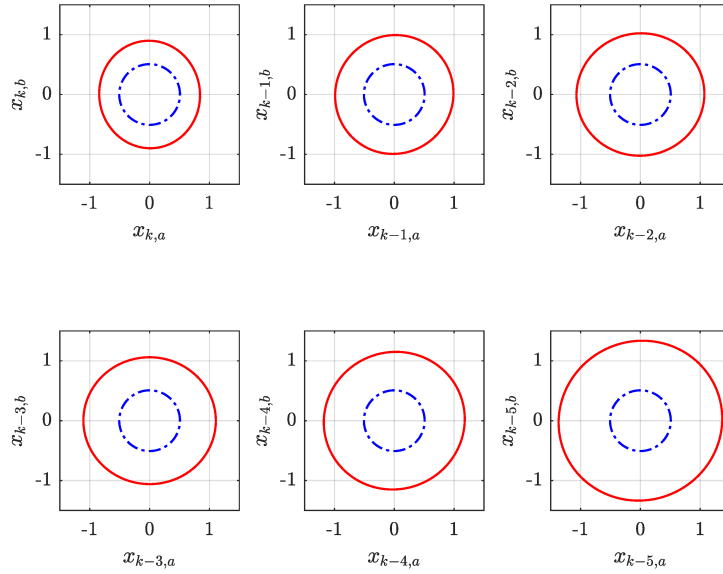 1
0
-1
x_{k,b}
-1 0 1
x_{k,a}
1
0
-1
x_{k-1,b}
-1 0 1
x_{k-1,a}
1
0
-1
x_{k-2,b}
-1 0 1
x_{k-2,a}
1
0
-1
x_{k-3,b}
-1 0 1
x_{k-3,a}
1
0
-1
x_{k-4,b}
-1 0 1
x_{k-4,a}
1
0
-1
x_{k-5,b}
-1 0 1
x_{k-5,a}